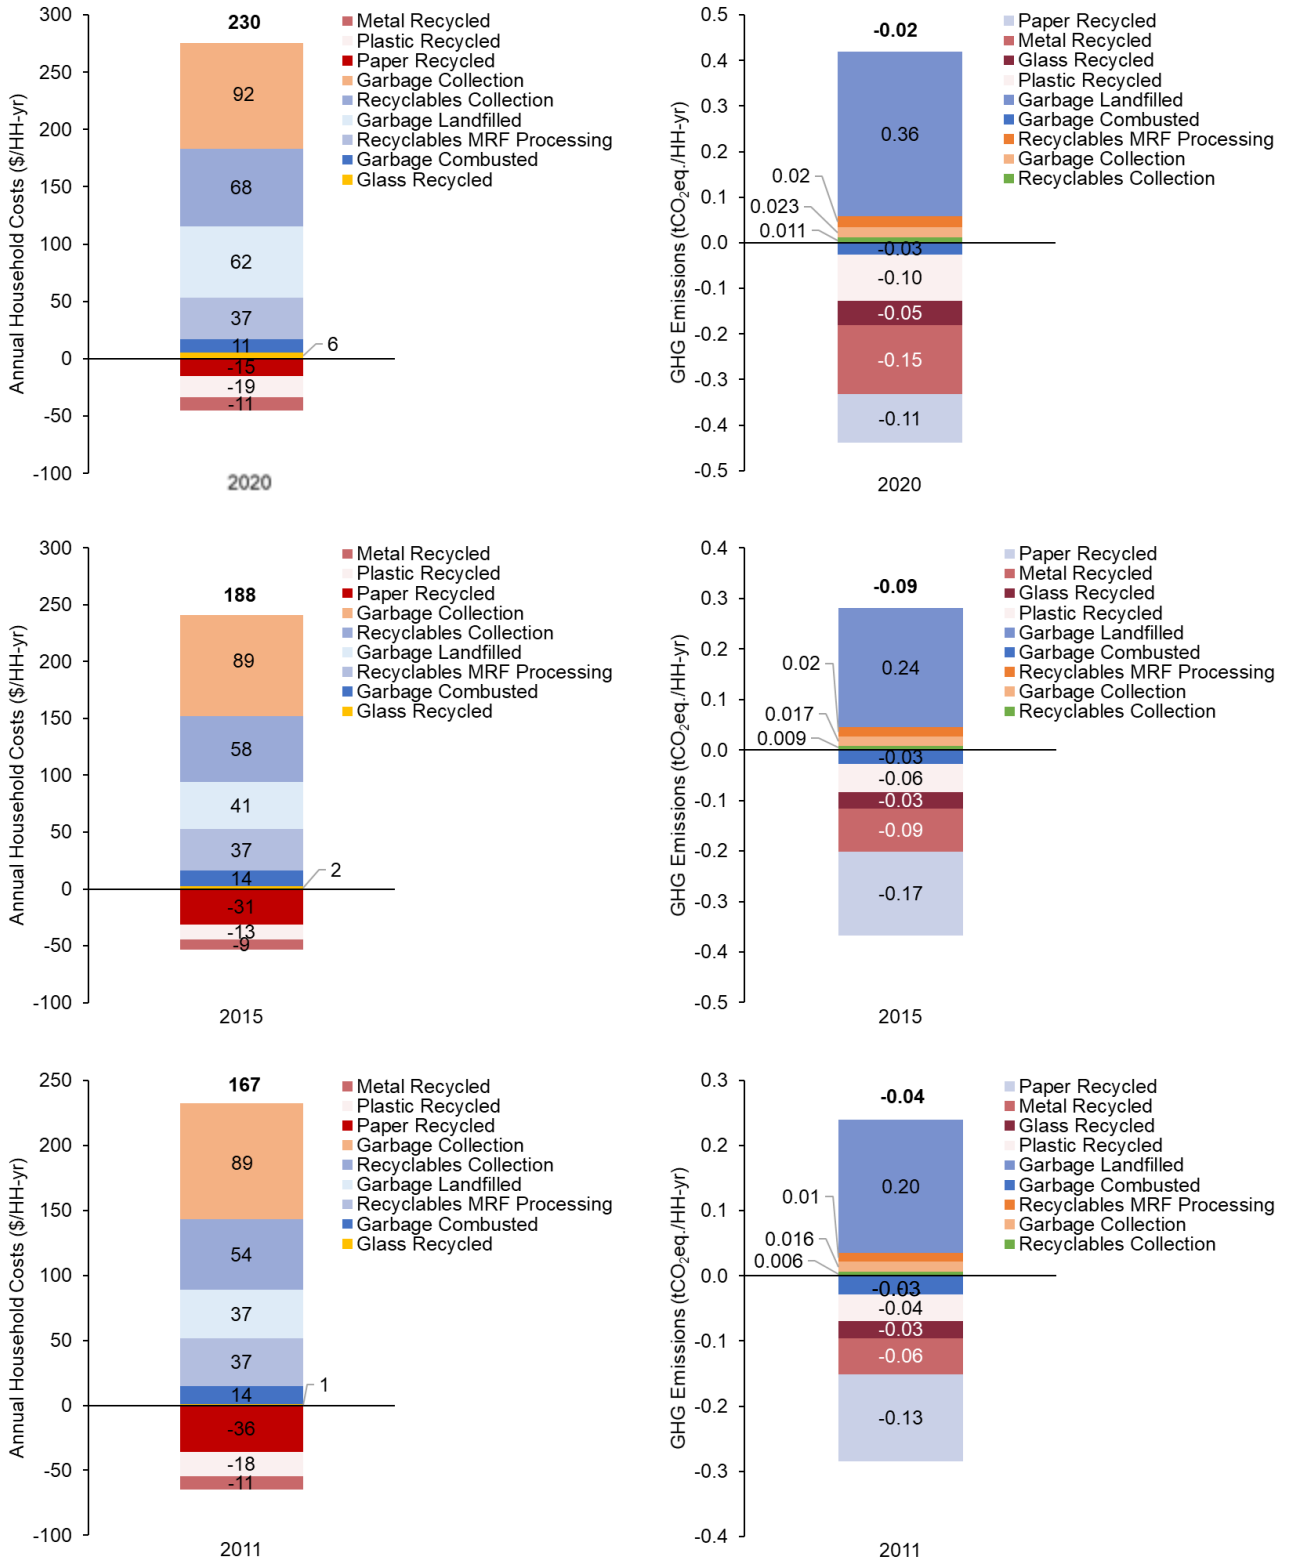 Annual Household Costs ($/HH-yr)
300
250
200
150
100
50
0
-50
-100
230
92
68
62
37
11
6
-15
-19
-11
2020
Metal Recycled
Plastic Recycled
Paper Recycled
Garbage Collection
Recyclables Collection
Garbage Landfilled
Recyclables MRF Processing
Garbage Combusted
Glass Recycled
GHG Emissions (tCO₂eq./HH-yr)
0.5
0.4
0.3
0.2
0.1
0.0
-0.1
-0.2
-0.3
-0.4
-0.5
-0.02
0.36
0.02
0.023
0.011
-0.03
-0.10
-0.05
-0.15
-0.11
2020
Paper Recycled
Metal Recycled
Glass Recycled
Plastic Recycled
Garbage Landfilled
Garbage Combusted
Recyclables MRF Processing
Garbage Collection
Recyclables Collection
Annual Household Costs ($/HH-yr)
300
250
200
150
100
50
0
-50
-100
188
89
58
41
37
14
2
-31
-13
-9
2015
Metal Recycled
Plastic Recycled
Paper Recycled
Garbage Collection
Recyclables Collection
Garbage Landfilled
Recyclables MRF Processing
Garbage Combusted
Glass Recycled
GHG Emissions (tCO₂eq./HH-yr)
0.4
0.3
0.2
0.1
0.0
-0.1
-0.2
-0.3
-0.4
-0.5
-0.09
0.24
0.02
0.017
0.009
-0.03
-0.06
-0.03
-0.09
-0.17
2015
Paper Recycled
Metal Recycled
Glass Recycled
Plastic Recycled
Garbage Landfilled
Garbage Combusted
Recyclables MRF Processing
Garbage Collection
Recyclables Collection
Annual Household Costs ($/HH-yr)
250
200
150
100
50
0
-50
-100
167
89
54
37
37
14
1
-36
-18
-11
2011
Metal Recycled
Plastic Recycled
Paper Recycled
Garbage Collection
Recyclables Collection
Garbage Landfilled
Recyclables MRF Processing
Garbage Combusted
Glass Recycled
GHG Emissions (tCO₂eq./HH-yr)
0.3
0.2
0.1
0.0
-0.1
-0.2
-0.3
-0.4
-0.04
0.20
0.01
0.016
0.006
-0.03
-0.04
-0.03
-0.06
-0.13
2011
Paper Recycled
Metal Recycled
Glass Recycled
Plastic Recycled
Garbage Landfilled
Garbage Combusted
Recyclables MRF Processing
Garbage Collection
Recyclables Collection